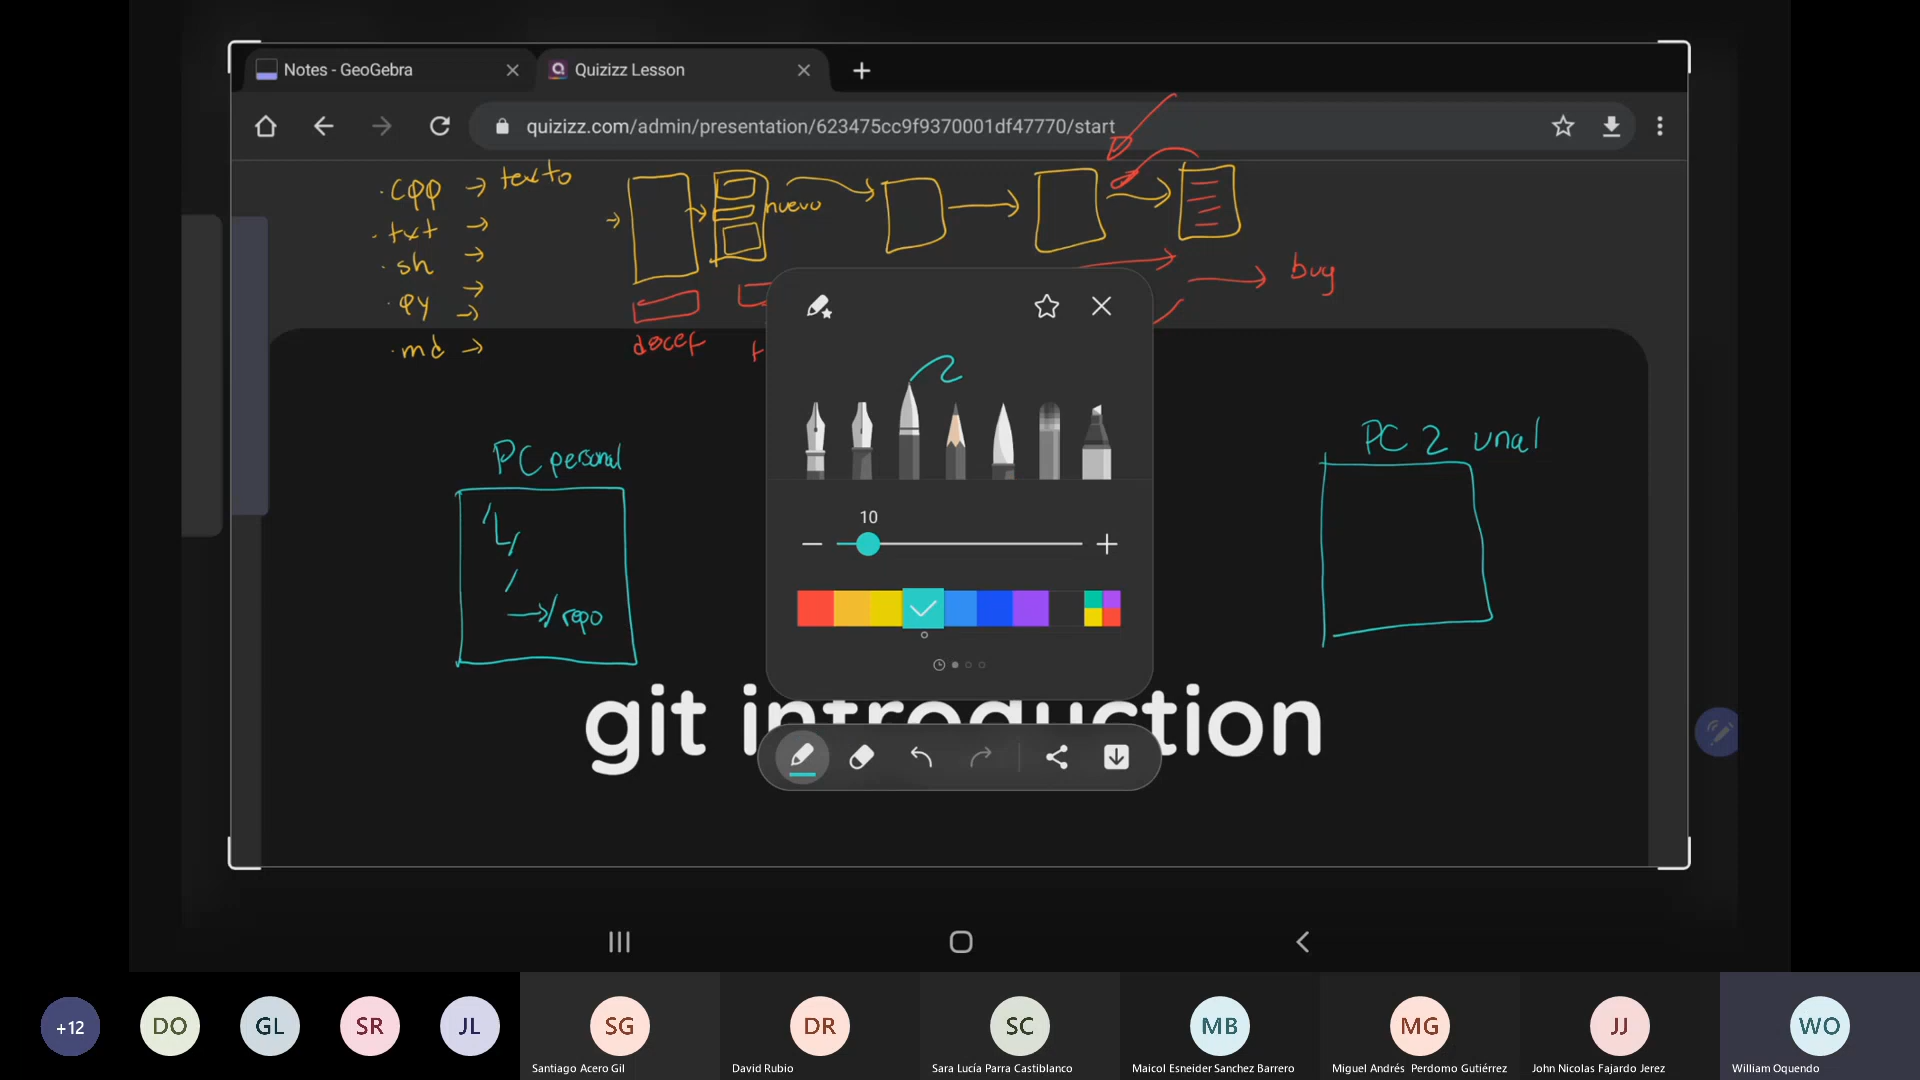 Notes - GeoGebra
Quizizz Lesson
quizizz.com/admin/presentation/623475cc9f9370001df47770/start
.cpp → texto
.txt →
.sh →
.py →
.md →
nuevo
bug
PC personal
/
/
/
→/repo
PC 2 unal
10
git introduction
+12
DO
GL
SR
JL
SG
DR
SC
MB
MG
JJ
WO
Santiago Acero Gil
David Rubio
Sara Lucía Parra Castiblanco
Maicol Esneider Sanchez Barrero
Miguel Andrés Perdomo Gutiérrez
John Nicolas Fajardo Jerez
William Oquendo